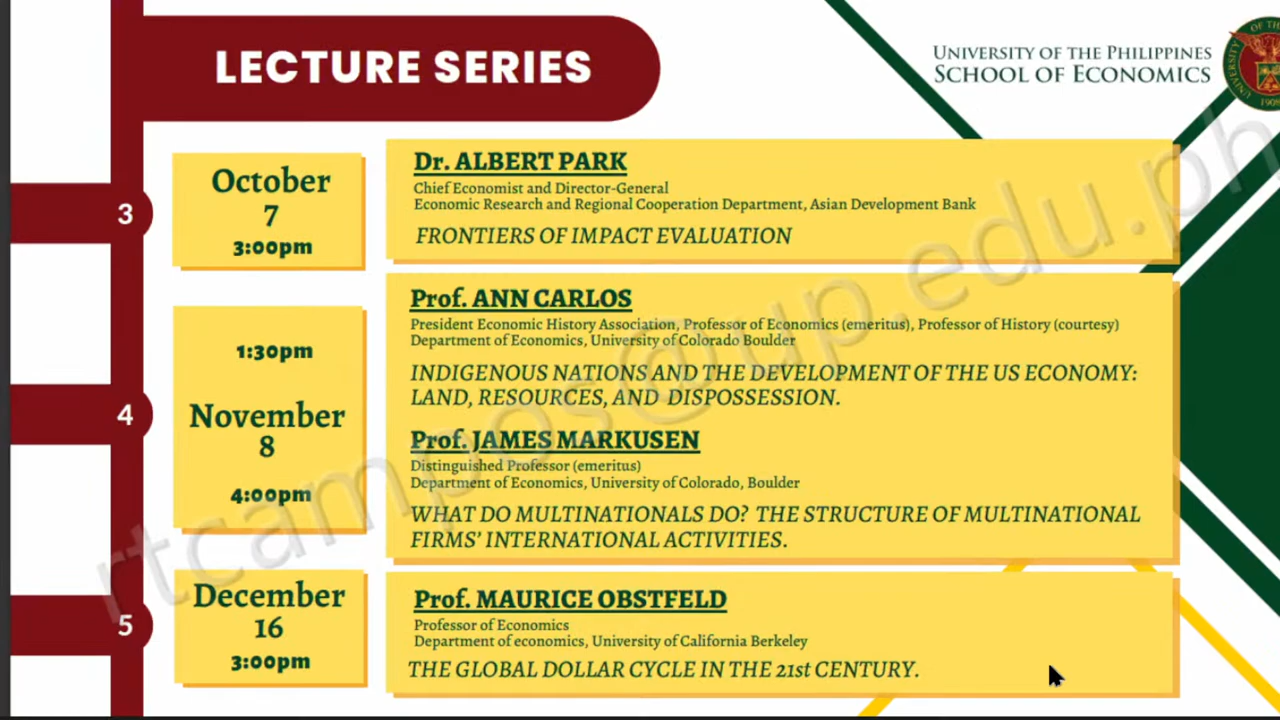 LECTURE SERIES
UNIVERSITY OF THE PHILIPPINES
SCHOOL OF ECONOMICS
3
October
7
3:00pm
Dr. ALBERT PARK
Chief Economist and Director-General
Economic Research and Regional Cooperation Department, Asian Development Bank
FRONTIERS OF IMPACT EVALUATION
4
1:30pm
November
8
4:00pm
Prof. ANN CARLOS
President Economic History Association, Professor of Economics (emeritus), Professor of History (courtesy)
Department of Economics, University of Colorado Boulder
INDIGENOUS NATIONS AND THE DEVELOPMENT OF THE US ECONOMY:
LAND, RESOURCES, AND DISPOSSESSION.
Prof. JAMES MARKUSEN
Distinguished Professor (emeritus)
Department of Economics, University of Colorado, Boulder
WHAT DO MULTINATIONALS DO? THE STRUCTURE OF MULTINATIONAL
FIRMS’ INTERNATIONAL ACTIVITIES.
5
December
16
3:00pm
Prof. MAURICE OBSTFELD
Professor of Economics
Department of economics, University of California Berkeley
THE GLOBAL DOLLAR CYCLE IN THE 21st CENTURY.
rtcampos@up.edu.ph